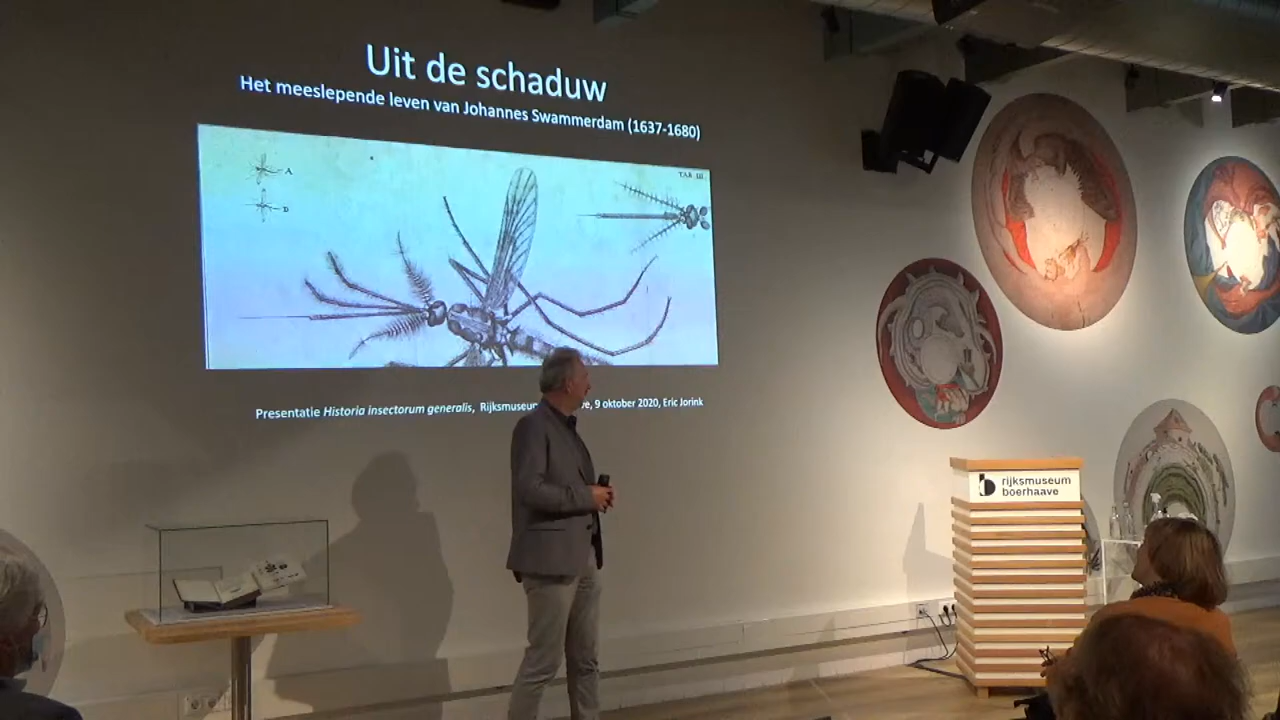 Uit de schaduw
Het meeslepende leven van Johannes Swammerdam (1637-1680)
A
TAB III
B
Presentatie Historia insectorum generalis, Rijksmuseum ve, 9 oktober 2020, Eric Jorink
rijksmuseum
boerhaave